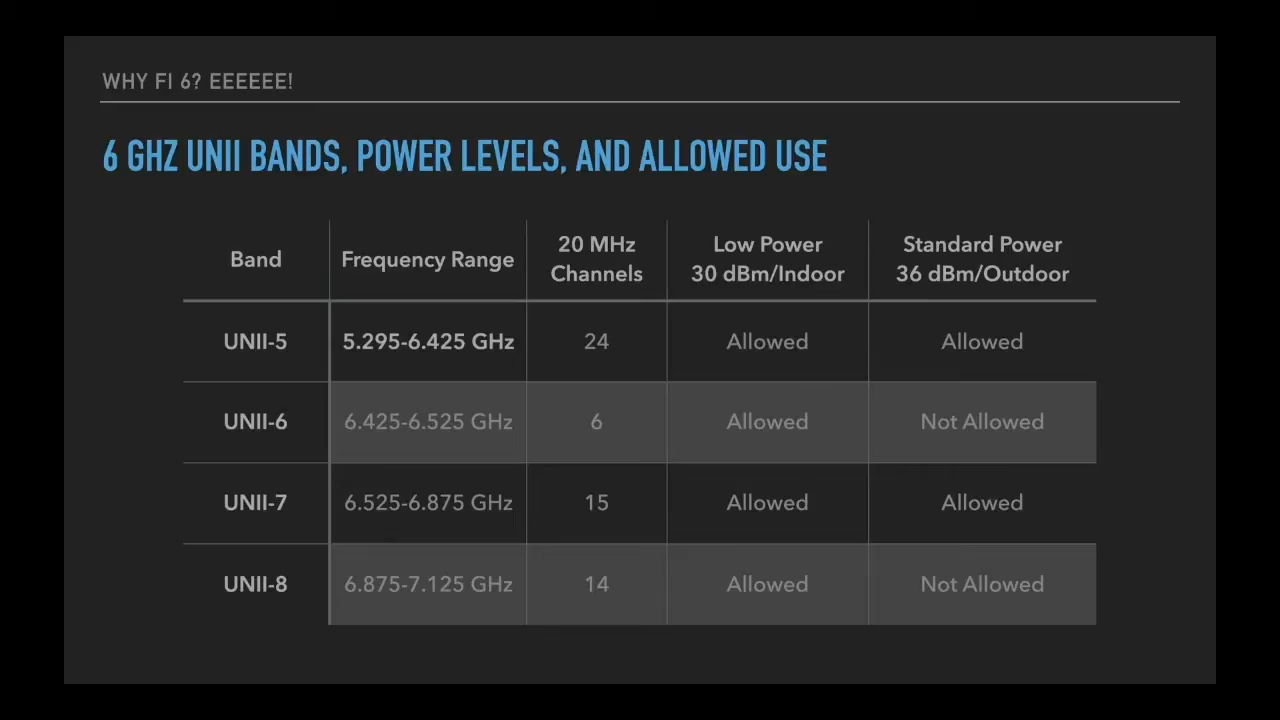 WHY FI 6? EEEEEE!
6 GHZ UNII BANDS, POWER LEVELS, AND ALLOWED USE
Band Frequency Range 20 MHz Channels Low Power 30 dBm/Indoor Standard Power 36 dBm/Outdoor
UNII-5 5.295-6.425 GHz 24 Allowed Allowed
UNII-6 6.425-6.525 GHz 6 Allowed Not Allowed
UNII-7 6.525-6.875 GHz 15 Allowed Allowed
UNII-8 6.875-7.125 GHz 14 Allowed Not Allowed